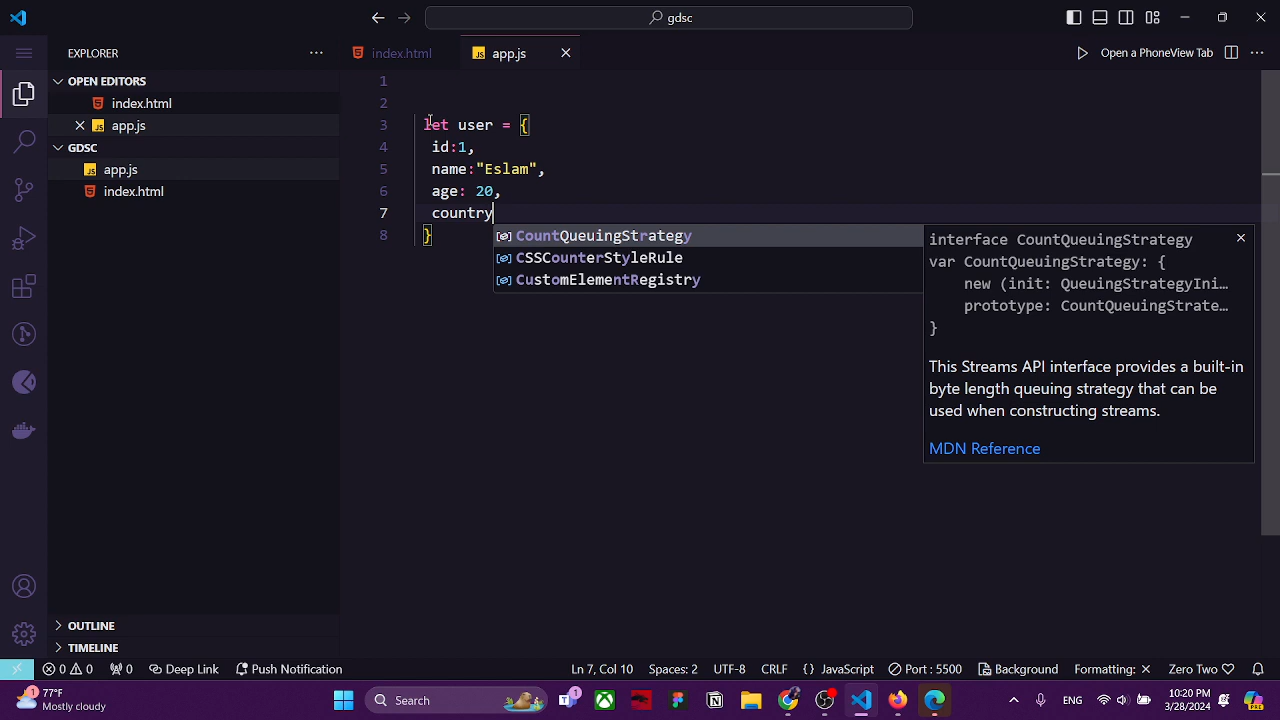 gdsc
EXPLORER
index.html
app.js
Open a PhoneView Tab
OPEN EDITORS
index.html
app.js
GDSC
app.js
index.html
1
2
3 let user = {
4 id:1,
5 name:"Eslam",
6 age: 20,
7 country
8 }
CountQueuingStrategy
CSSCounterStyleRule
CustomElementRegistry
interface CountQueuingStrategy
var CountQueuingStrategy: {
new (init: QueuingStrategyIni…
prototype: CountQueuingStrate…
}
This Streams API interface provides a built-in
byte length queuing strategy that can be
used when constructing streams.
MDN Reference
OUTLINE
TIMELINE
0 0 0 Deep Link Push Notification Ln 7, Col 10 Spaces: 2 UTF-8 CRLF {} JavaScript Port : 5500 Background Formatting: Zero Two
1 77°F
Mostly cloudy
Search
1
ENG
10:20 PM
3/28/2024